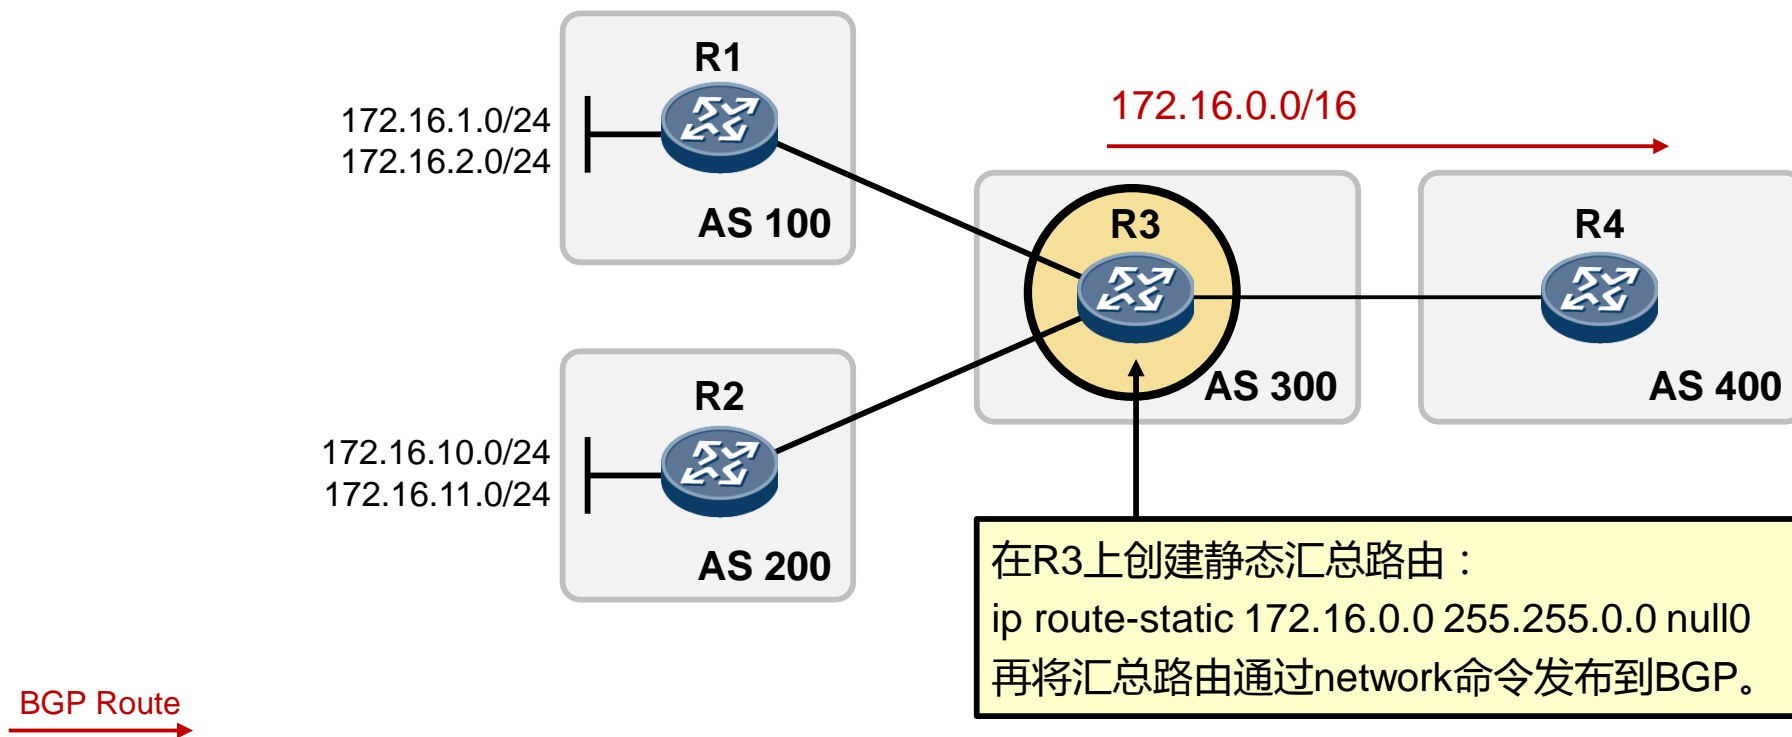 R1
172.16.1.0/24
172.16.2.0/24
AS 100
172.16.0.0/16
R3
AS 300
R4
AS 400
R2
172.16.10.0/24
172.16.11.0/24
AS 200
在R3上创建静态汇总路由：
ip route-static 172.16.0.0 255.255.0.0 null0
再将汇总路由通过network命令发布到BGP。
BGP Route